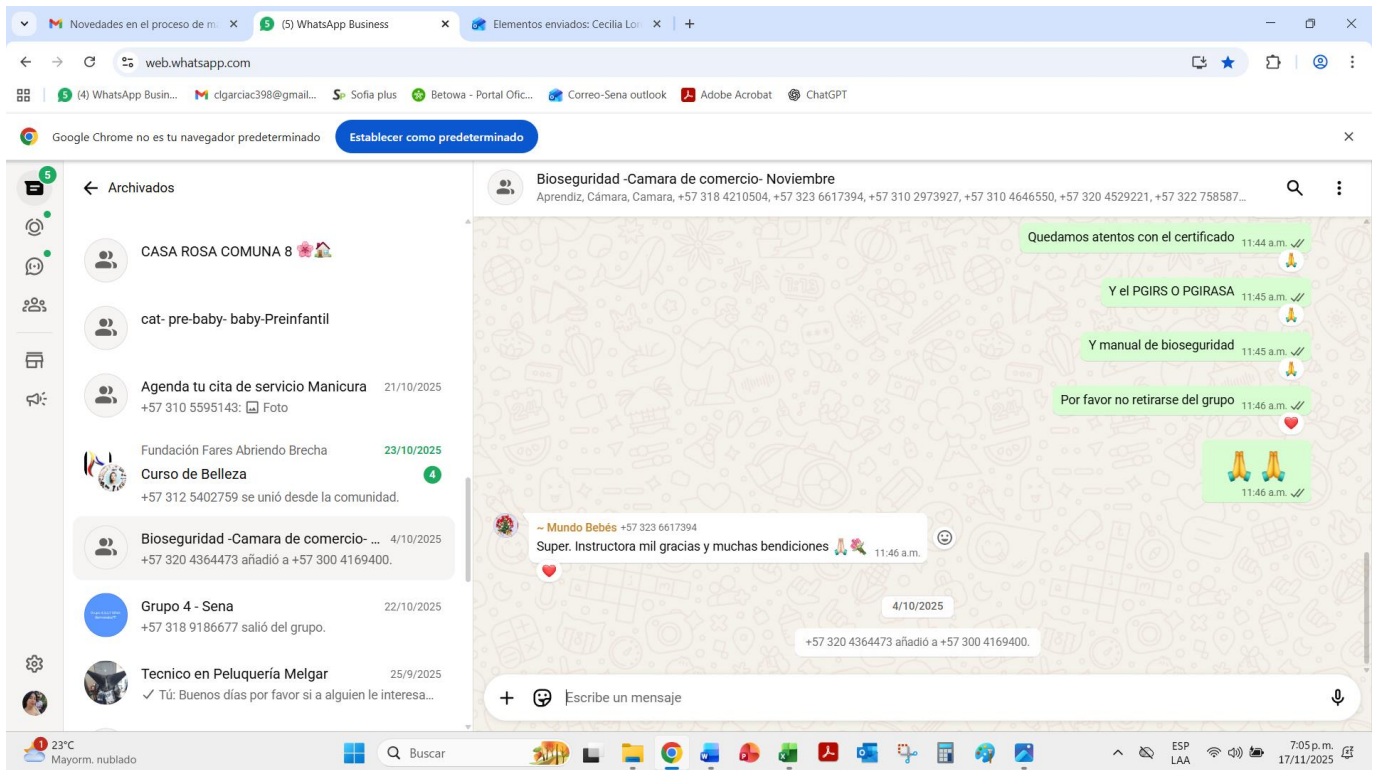 Novedades en el proceso de m
(5) WhatsApp Business
Elementos enviados: Cecilia Lor
web.whatsapp.com
(4) WhatsApp Busin...
clgarciac398@gmail...
Sofia plus
Betowa - Portal Ofic...
Correo-Sena outlook
Adobe Acrobat
ChatGPT
Google Chrome no es tu navegador predeterminado
Establecer como predeterminado
5
Archivados
CASA ROSA COMUNA 8 🌸🏠
cat- pre-baby- baby-Preinfantil
Agenda tu cita de servicio Manicura 21/10/2025
+57 310 5595143: Foto
Fundación Fares Abriendo Brecha 23/10/2025
Curso de Belleza 4
+57 312 5402759 se unió desde la comunidad.
Bioseguridad -Camara de comercio- ... 4/10/2025
+57 320 4364473 añadió a +57 300 4169400.
Grupo 4 - Sena 22/10/2025
+57 318 9186677 salió del grupo.
Tecnico en Peluquería Melgar 25/9/2025
✓ Tú: Buenos días por favor si a alguien le interesa...
Bioseguridad -Camara de comercio- Noviembre
Aprendiz, Cámara, Camara, +57 318 4210504, +57 323 6617394, +57 310 2973927, +57 310 4646550, +57 320 4529221, +57 322 758587...
Quedamos atentos con el certificado 11:44 a.m.
🙏
Y el PGIRS O PGIRASA 11:45 a.m.
🙏
Y manual de bioseguridad 11:45 a.m.
🙏
Por favor no retirarse del grupo 11:46 a.m.
❤️
🙏🙏
11:46 a.m.
~ Mundo Bebés +57 323 6617394
Super. Instructora mil gracias y muchas bendiciones 🙏🏻💐 11:46 a.m.
❤️
4/10/2025
+57 320 4364473 añadió a +57 300 4169400.
Escribe un mensaje
1
23°C
Mayorm. nublado
Buscar
ESP
LAA
7:05 p. m.
17/11/2025